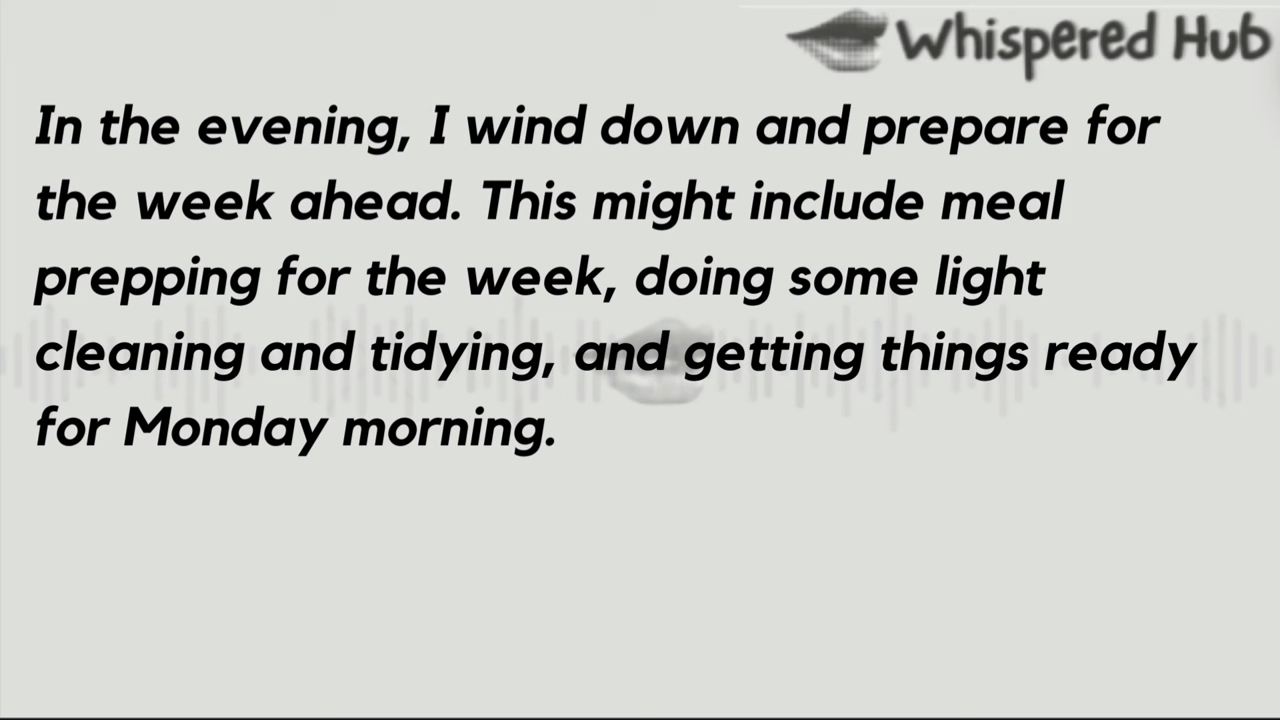 Whispered Hub
In the evening, I wind down and prepare for
the week ahead. This might include meal
prepping for the week, doing some light
cleaning and tidying, and getting things ready
for Monday morning.